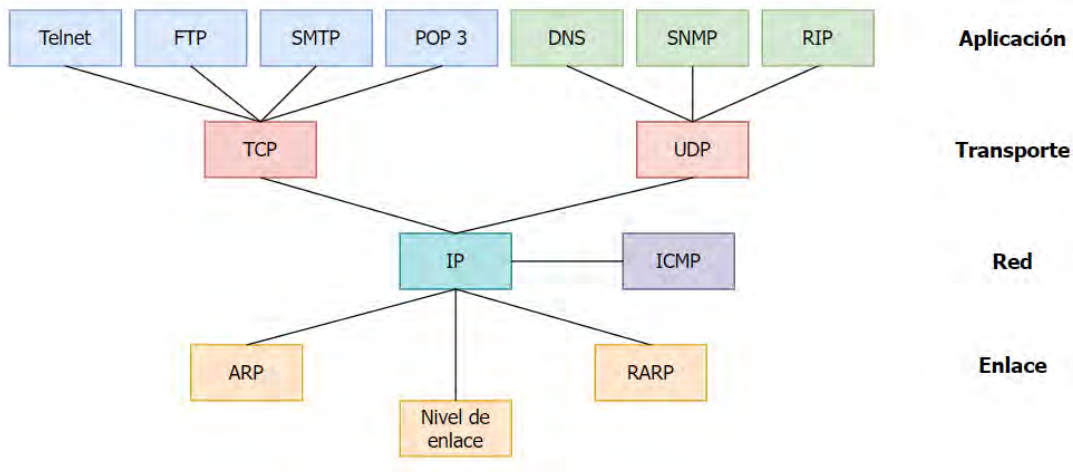 Telnet
FTP
SMTP
POP 3
DNS
SNMP
RIP
Aplicación
TCP
UDP
Transporte
IP
ICMP
Red
ARP
RARP
Enlace
Nivel de
enlace